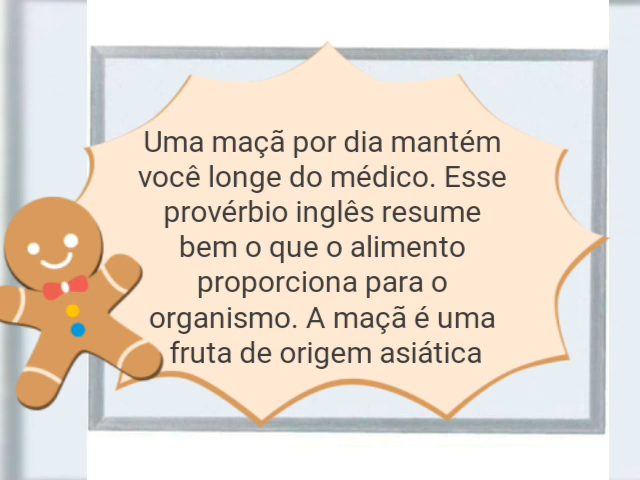 Uma maçã por dia mantém
você longe do médico. Esse
provérbio inglês resume
bem o que o alimento
proporciona para o
organismo. A maçã é uma
fruta de origem asiática